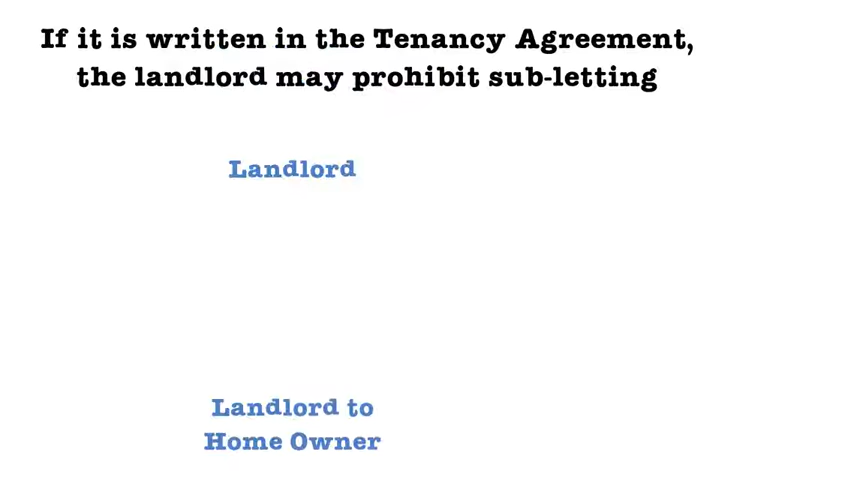 If it is written in the Tenancy Agreement,
the landlord may prohibit sub-letting
Landlord
Landlord to
Home Owner